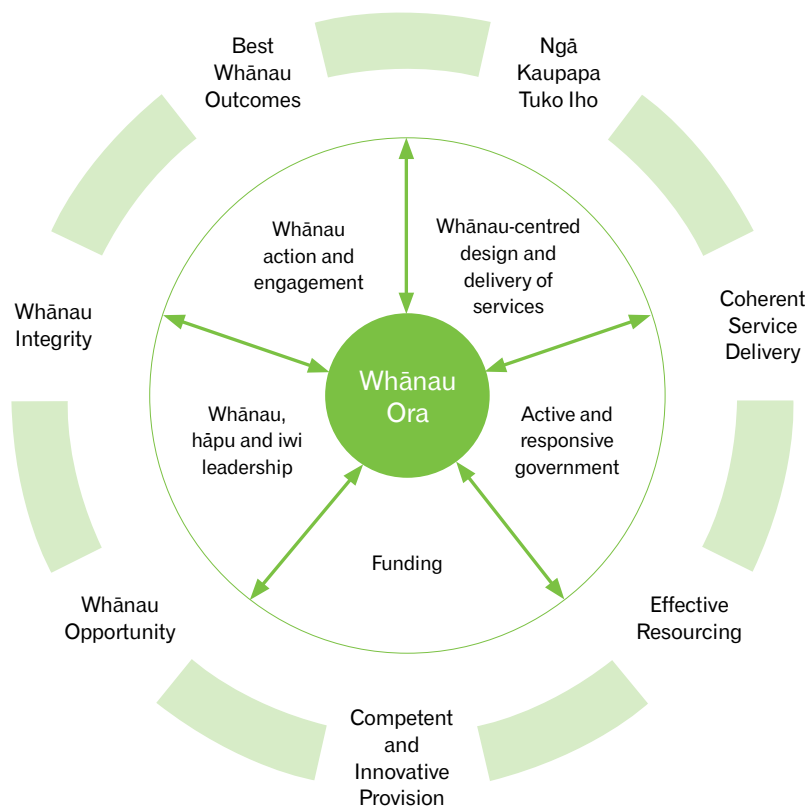 Best
Whānau
Outcomes
Ngā
Kaupapa
Tuko Iho
Whānau
action and
engagement
Whānau-centred
design and
delivery of
services
Whānau
Integrity
Coherent
Service
Delivery
Whānau
Ora
Whānau,
hāpu and iwi
leadership
Active and
responsive
government
Funding
Whānau
Opportunity
Effective
Resourcing
Competent
and
Innovative
Provision